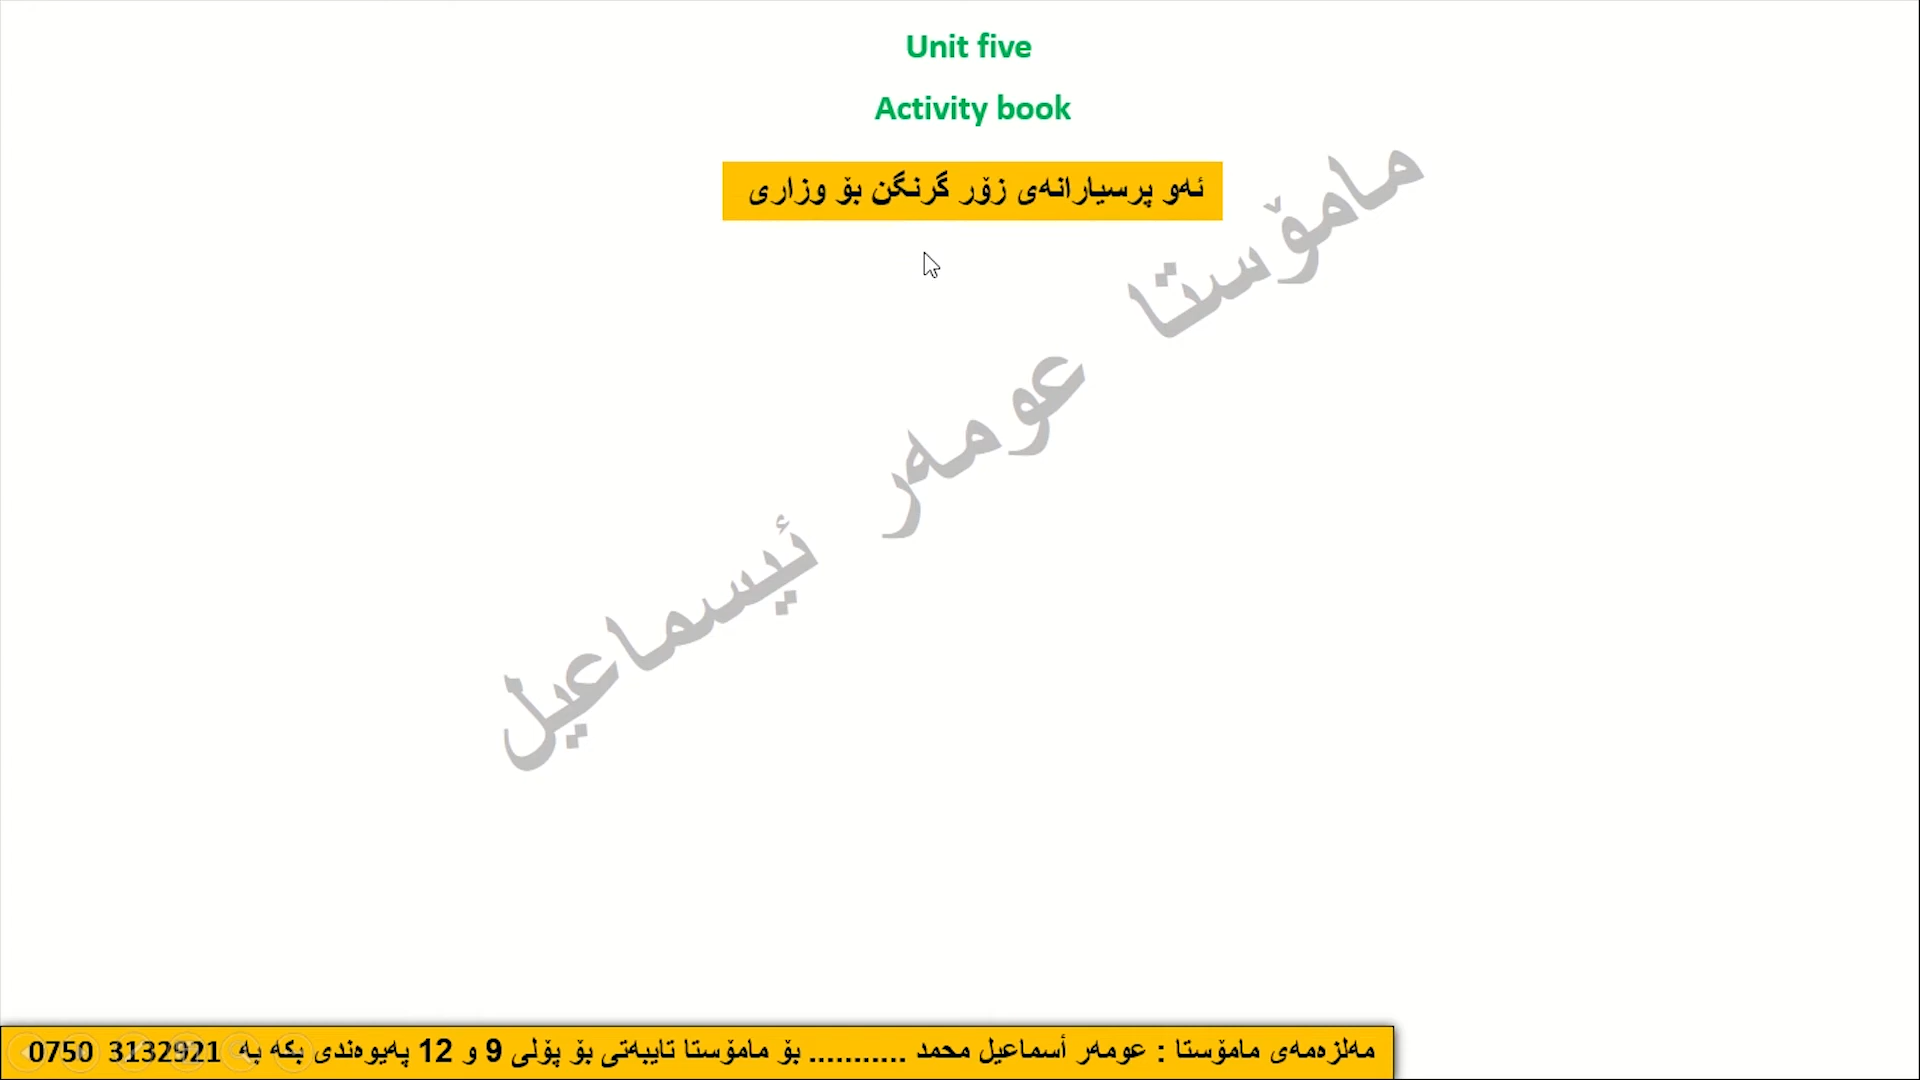 Unit five
Activity book
ئەو پرسیارانەی زۆر گرنگن بۆ وزاری
مامۆستا عومەر ئیسماعیل
مەلزەمەی مامۆستا : عومەر أسماعیل محمد ........... بۆ مامۆستا تایبەتی بۆ پۆلی 9 و 12 پەیوەندی بکە بە 0750 3132921